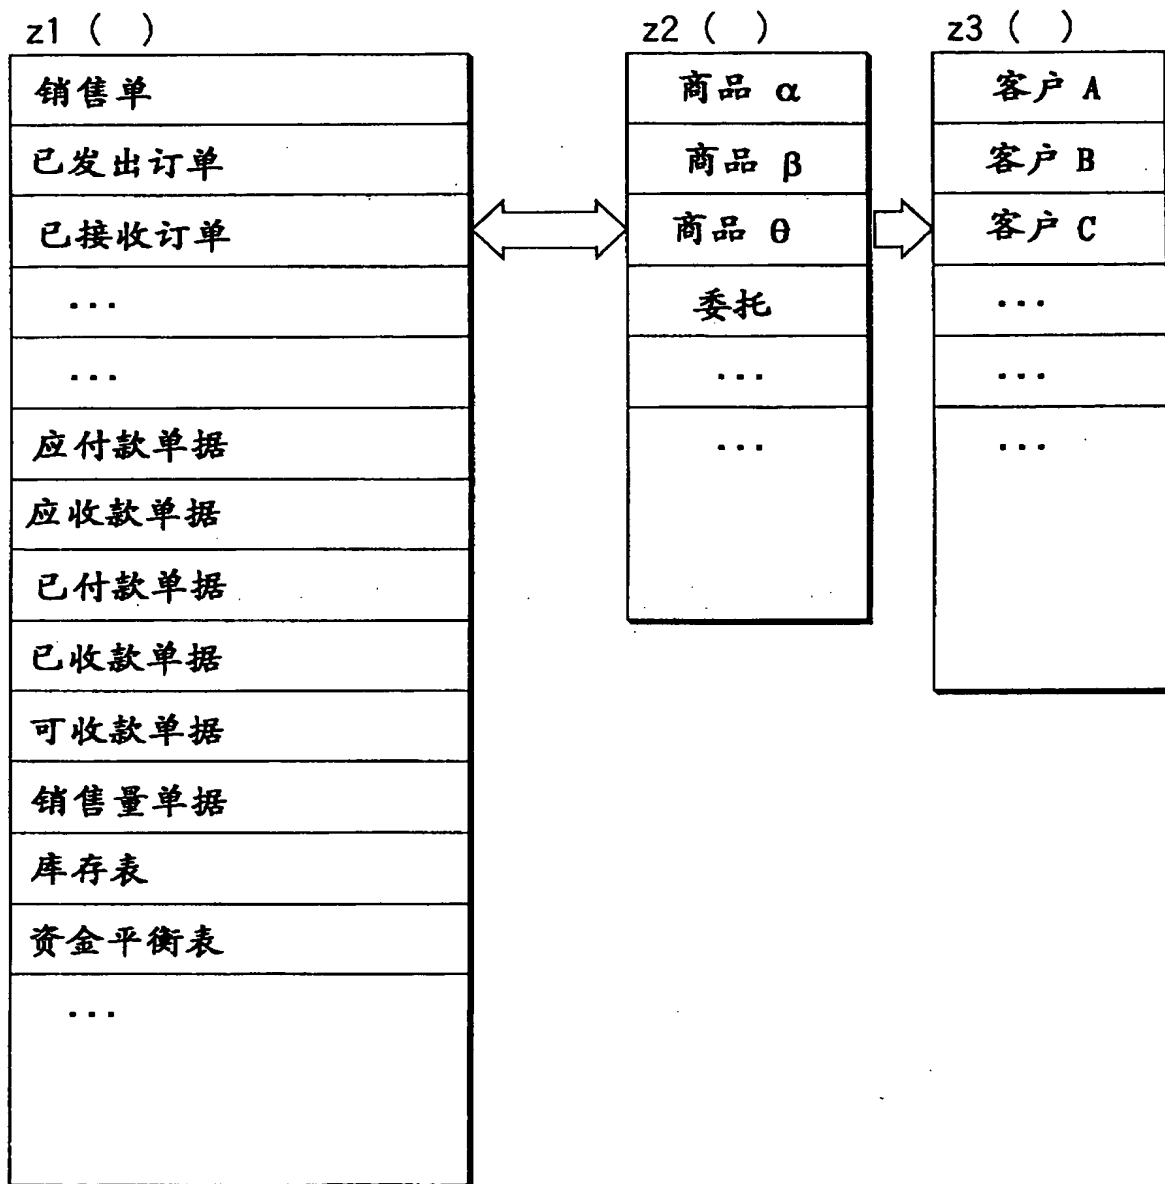 z1 ( )
销售单
已发出订单
已接收订单
...
...
应付款单据
应收款单据
已付款单据
已收款单据
可收款单据
销售量单据
库存表
资金平衡表
...
z2 ( )
商品 α
商品 β
商品 θ
委托
...
...
z3 ( )
客户 A
客户 B
客户 C
...
...
...